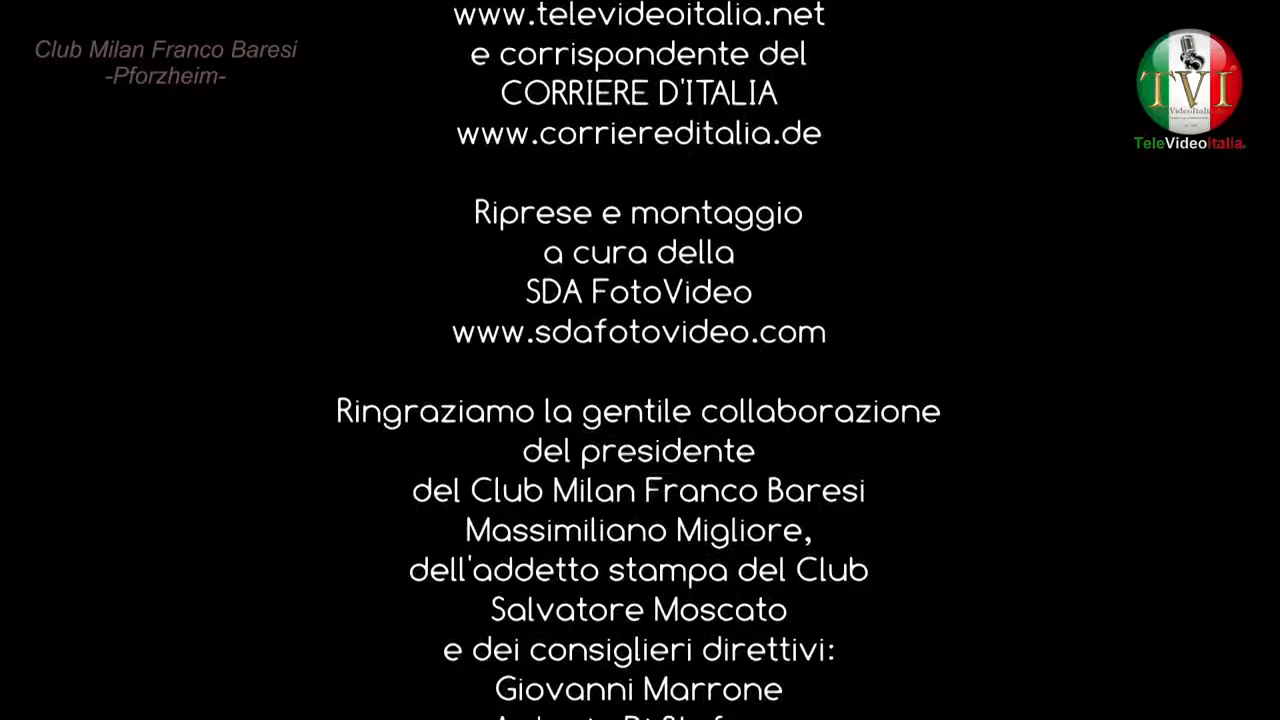 www.televideoitalia.net
Club Milan Franco Baresi
-Pforzheim-
e corrispondente del
CORRIERE D'ITALIA
www.corriereditalia.de
TVI
VideoItalia
TeleVideoItalia.
Riprese e montaggio
a cura della
SDA FotoVideo
www.sdafotovideo.com
Ringraziamo la gentile collaborazione
del presidente
del Club Milan Franco Baresi
Massimiliano Migliore,
dell'addetto stampa del Club
Salvatore Moscato
e dei consiglieri direttivi:
Giovanni Marrone